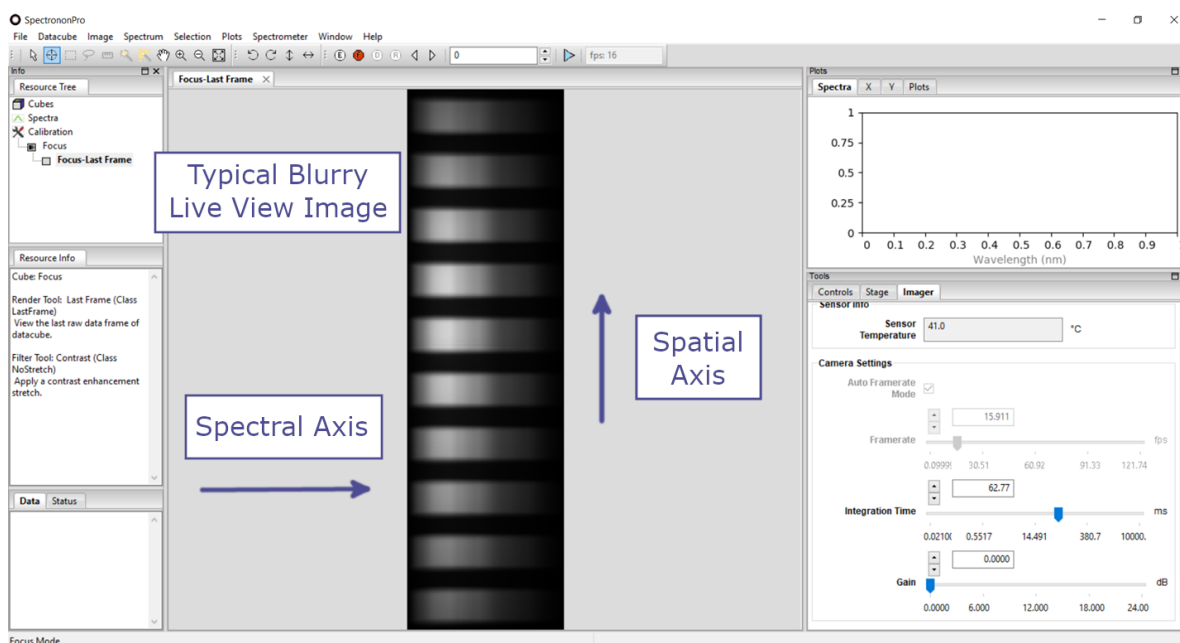 SpectrononPro
File Datacube Image Spectrum Selection Plots Spectrometer Window Help
0
fps: 16
Info
Resource Tree
Cubes
Spectra
Calibration
Focus
Focus-Last Frame
Resource Info
Cube: Focus
Render Tool: Last Frame (Class
LastFrame)
View the last raw data frame of
datacube.
Filter Tool: Contrast (Class
NoStretch)
Apply a contrast enhancement
stretch.
Data Status
Focus-Last Frame
Typical Blurry
Live View Image
Spectral Axis
Spatial
Axis
Plots
Spectra X Y Plots
1
0.75
0.5
0.25
0
0 0.1 0.2 0.3 0.4 0.5 0.6 0.7 0.8 0.9
Wavelength (nm)
Tools
Controls Stage Imager
Sensor Info
Sensor
Temperature
41.0 °C
Camera Settings
Auto Framerate
Mode
15.911
Framerate fps
30.51 60.92 91.33 121.74
62.77
Integration Time ms
0.5517 14.491 380.7 10000.
0.0000
Gain dB
0.0000 6.000 12.000 18.000 24.00
Focus Mode